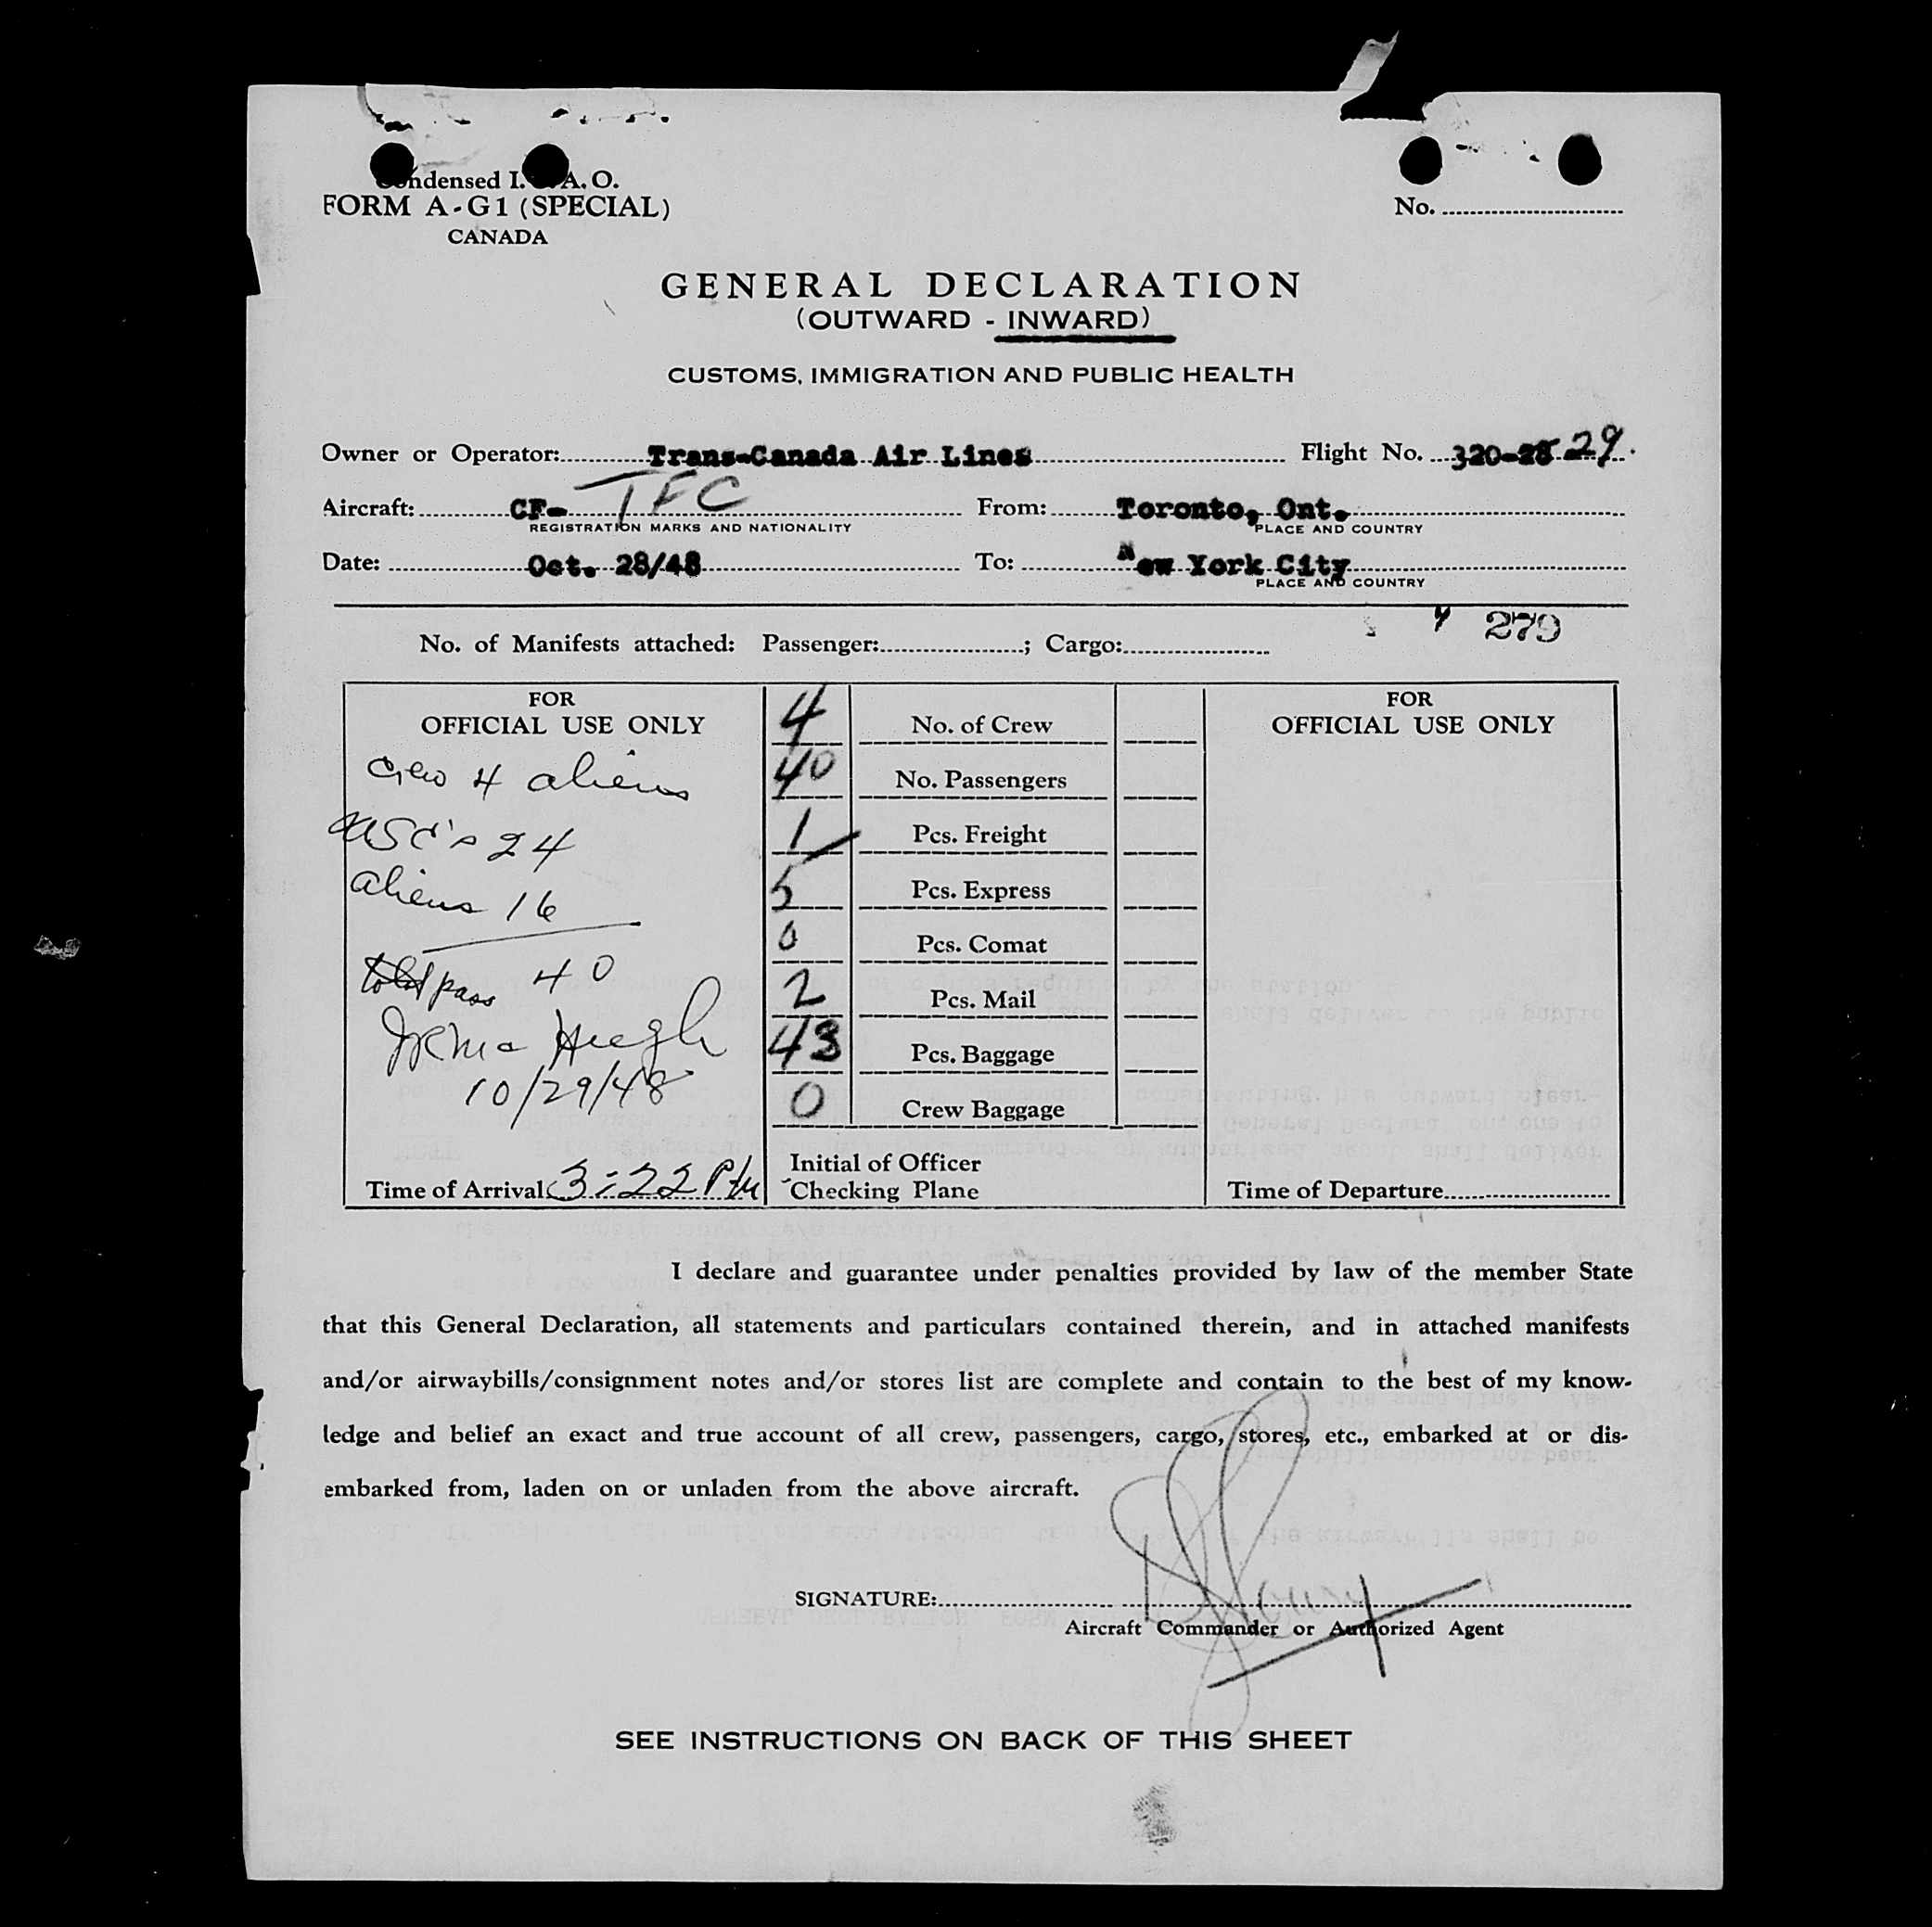 Condensed I. A. O.
FORM A-G1 (SPECIAL)
CANADA
No.
GENERAL DECLARATION
(OUTWARD - INWARD)
CUSTOMS, IMMIGRATION AND PUBLIC HEALTH
Owner or Operator: Trans-Canada Air Lines Flight No. 320-28 29.
Aircraft: CF- TFC From: Toronto, Ont.
REGISTRATION MARKS AND NATIONALITY PLACE AND COUNTRY
Date: Oct. 28/48 To: New York City
PLACE AND COUNTRY
279
No. of Manifests attached: Passenger: ; Cargo:
FOR
OFFICIAL USE ONLY
crew 4 aliens
USC's 24
aliens 16
total pass 40
10/29/48
Time of Arrival 3:22 PM
4 No. of Crew
40 No. Passengers
1 Pcs. Freight
5 Pcs. Express
0 Pcs. Comat
2 Pcs. Mail
43 Pcs. Baggage
0 Crew Baggage
Initial of Officer
Checking Plane
FOR
OFFICIAL USE ONLY
Time of Departure
I declare and guarantee under penalties provided by law of the member State
that this General Declaration, all statements and particulars contained therein, and in attached manifests
and/or airwaybills/consignment notes and/or stores list are complete and contain to the best of my know-
ledge and belief an exact and true account of all crew, passengers, cargo, stores, etc., embarked at or dis-
embarked from, laden on or unladen from the above aircraft.
SIGNATURE:
Aircraft Commander or Authorized Agent
SEE INSTRUCTIONS ON BACK OF THIS SHEET